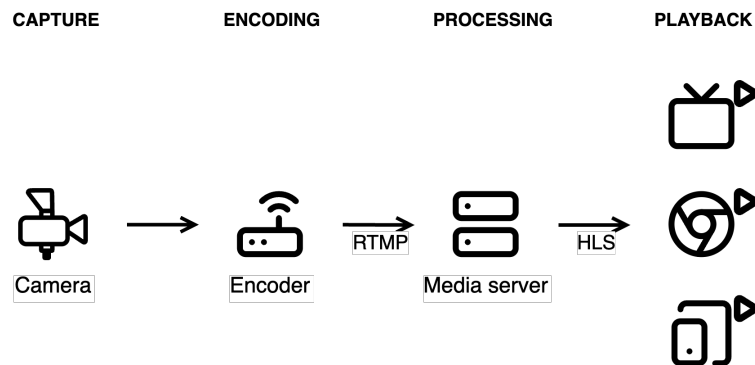 CAPTURE
ENCODING
PROCESSING
PLAYBACK
RTMP
HLS
Camera
Encoder
Media server